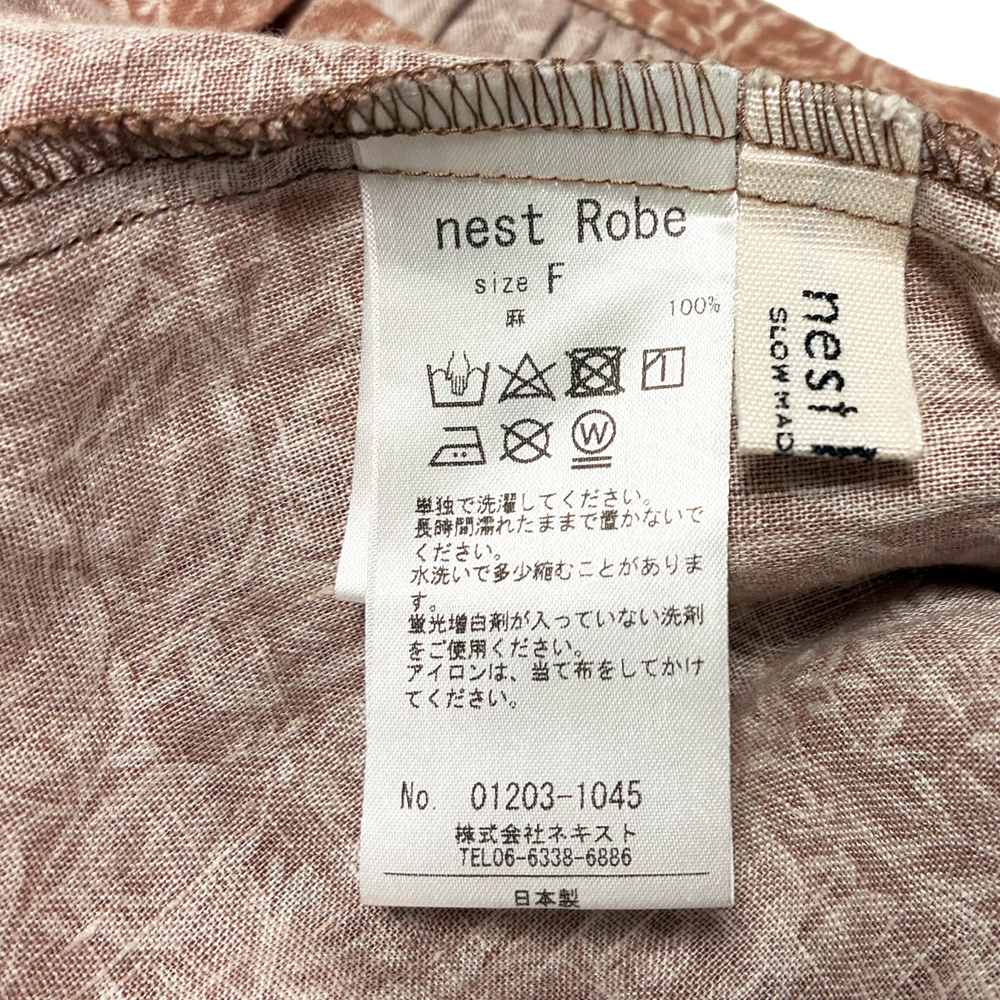 nest Robe
size F
麻 100%
W
単独で洗濯してください。
長時間濡れたままで置かないで
ください。
水洗いで多少縮むことがありま
す。
蛍光増白剤が入っていない洗剤
をご使用ください。
アイロンは、当て布をしてかけ
てください。
No. 01203-1045
株式会社ネキスト
TEL06-6338-6886
日本製
nest
SLOW MAD